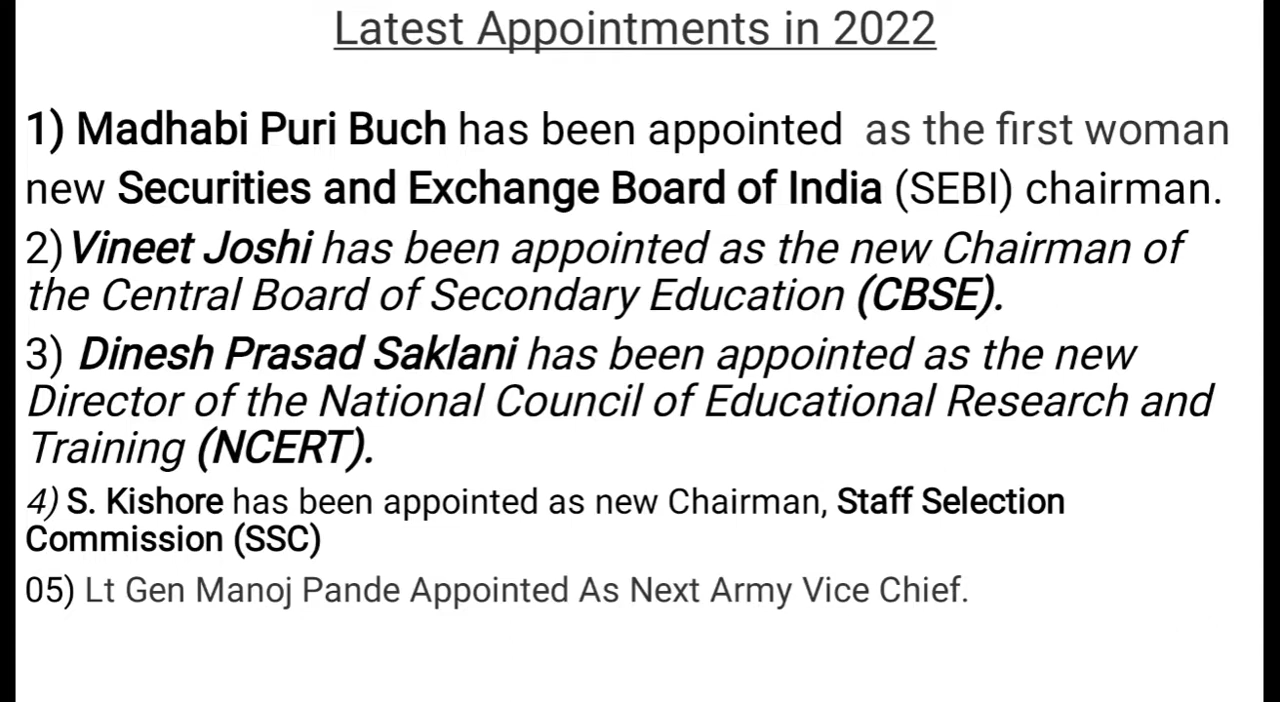 Latest Appointments in 2022
1) Madhabi Puri Buch has been appointed as the first woman
new Securities and Exchange Board of India (SEBI) chairman.
2) Vineet Joshi has been appointed as the new Chairman of
the Central Board of Secondary Education (CBSE).
3) Dinesh Prasad Saklani has been appointed as the new
Director of the National Council of Educational Research and
Training (NCERT).
4) S. Kishore has been appointed as new Chairman, Staff Selection
Commission (SSC)
05) Lt Gen Manoj Pande Appointed As Next Army Vice Chief.